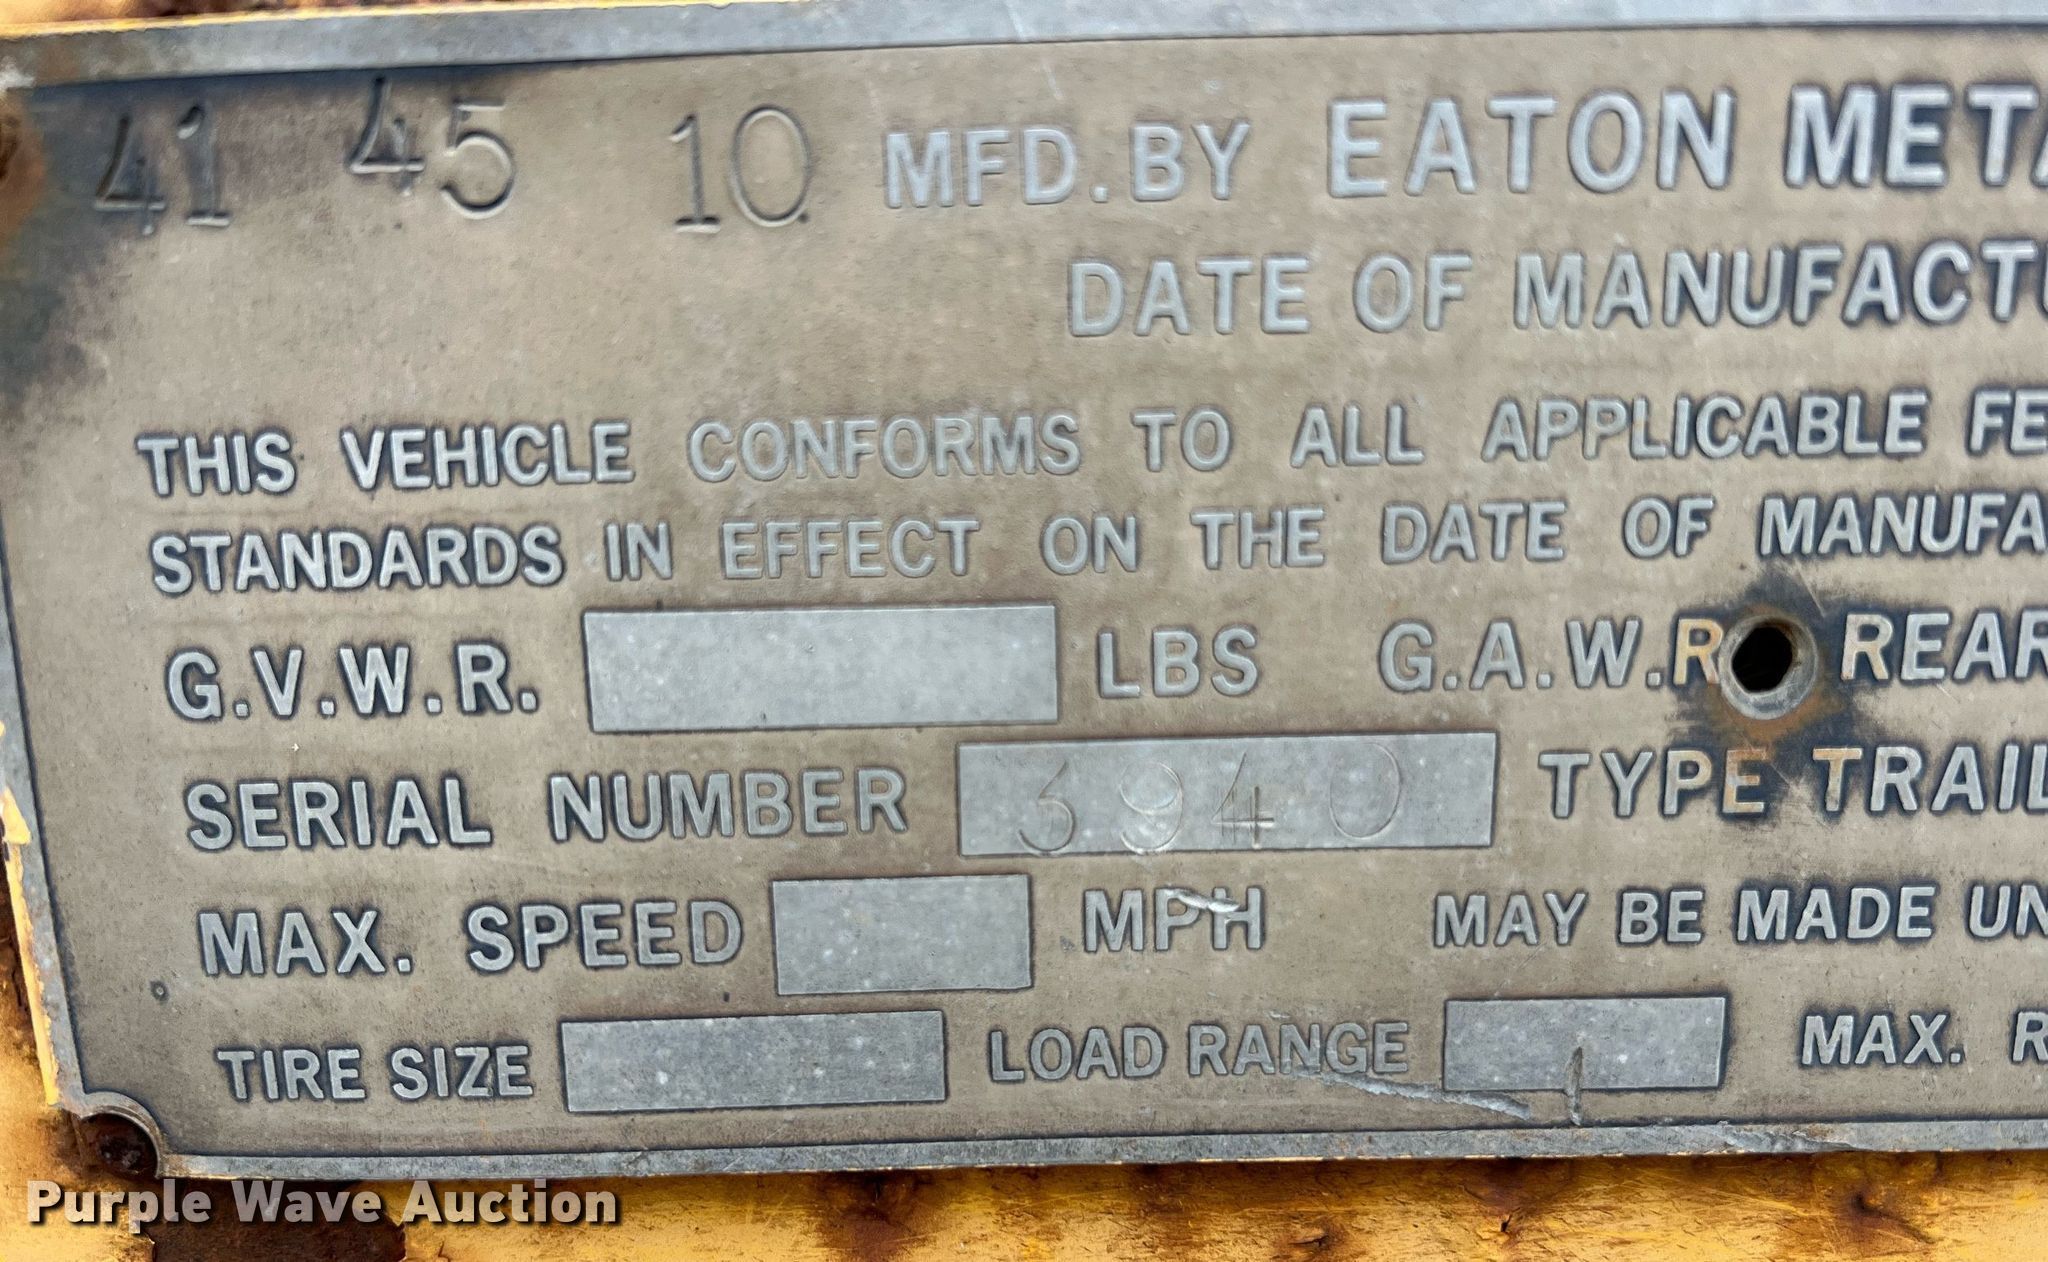 41 45 10 MFD. BY EATON META
DATE OF MANUFACTU
THIS VEHICLE CONFORMS TO ALL APPLICABLE FE
STANDARDS IN EFFECT ON THE DATE OF MANUFA
G.V.W.R. LBS G.A.W.R REAR
SERIAL NUMBER TYPE TRAIL
MAX. SPEED MPH MAY BE MADE UN
TIRE SIZE LOAD RANGE MAX. R
Purple Wave Auction